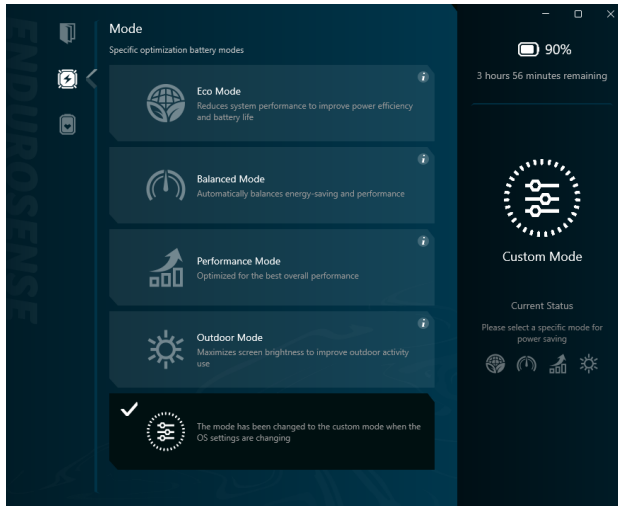 ENDUROSENSE
Mode
Specific optimization battery modes
Eco Mode
Reduces system performance to improve power efficiency
and battery life
Balanced Mode
Automatically balances energy-saving and performance
Performance Mode
Optimized for the best overall performance
Outdoor Mode
Maximizes screen brightness to improve outdoor activity
use
The mode has been changed to the custom mode when the
OS settings are changing
90%
3 hours 56 minutes remaining
Custom Mode
Current Status
Please select a specific mode for
power saving